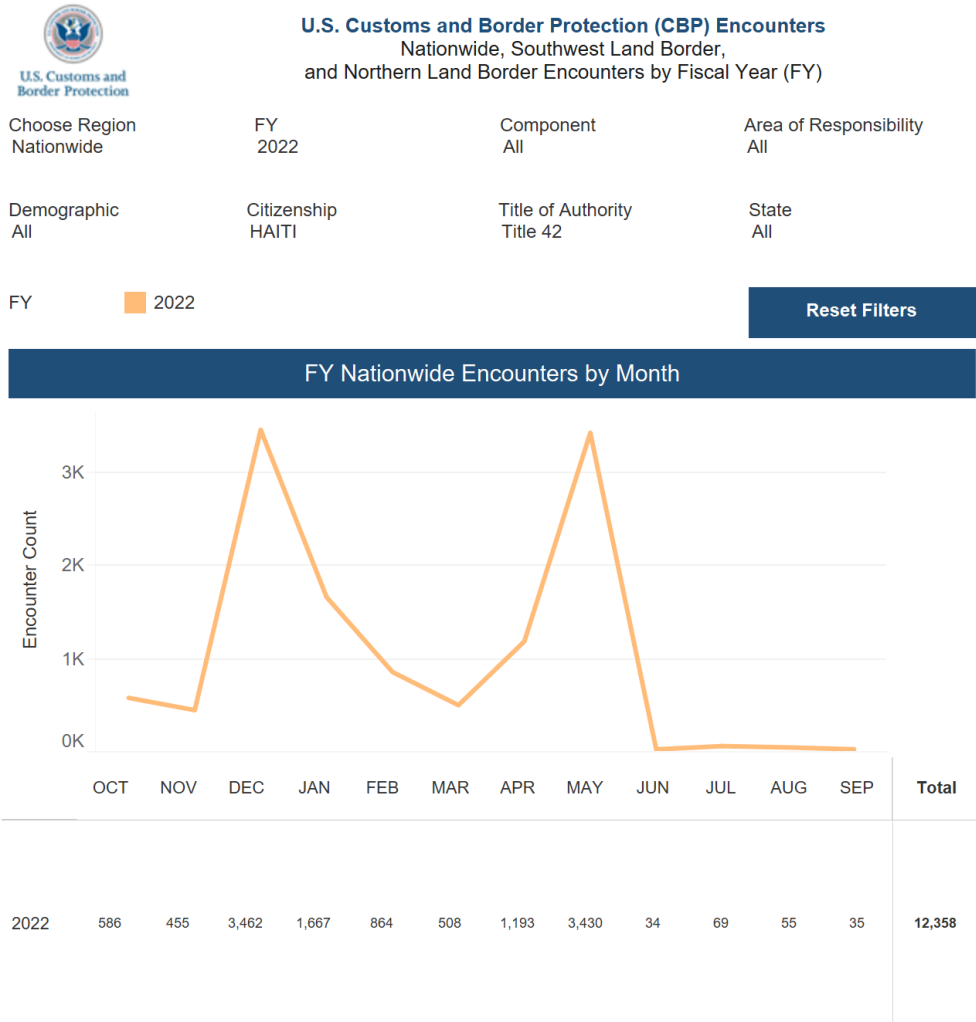 U.S. Customs and Border Protection (CBP) Encounters
Nationwide, Southwest Land Border,
and Northern Land Border Encounters by Fiscal Year (FY)
U.S. Customs and
Border Protection
Choose Region FY Component Area of Responsibility
Nationwide 2022 All All
Demographic Citizenship Title of Authority State
All HAITI Title 42 All
FY 2022
Reset Filters
FY Nationwide Encounters by Month
Encounter Count
3K
2K
1K
0K
OCT NOV DEC JAN FEB MAR APR MAY JUN JUL AUG SEP Total
2022 586 455 3,462 1,667 864 508 1,193 3,430 34 69 55 35 12,358